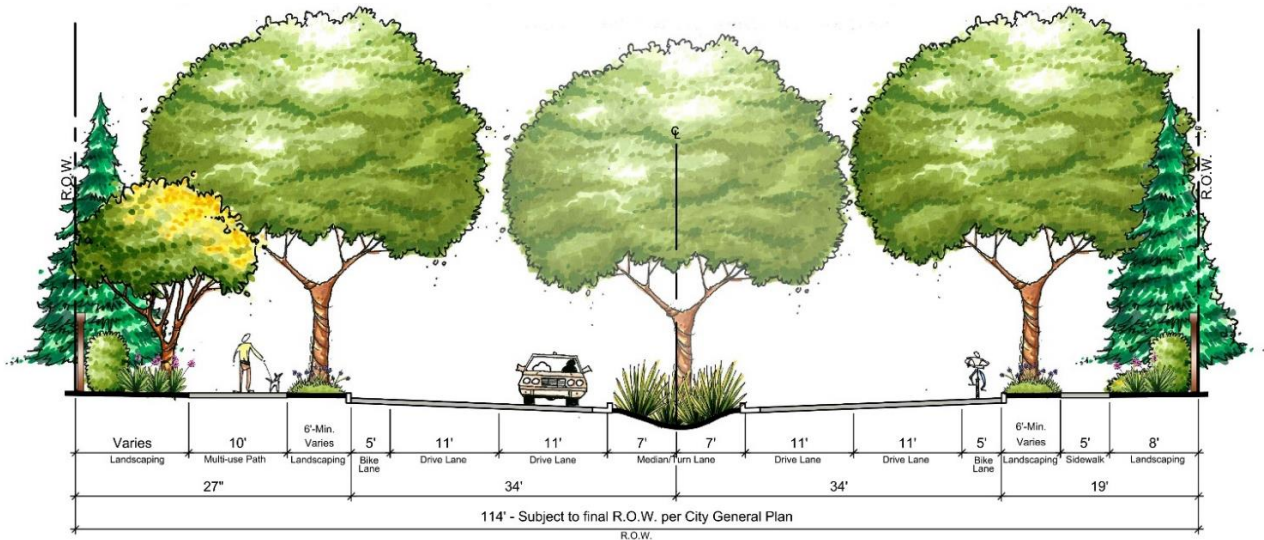 R.O.W.
℄
R.O.W.
Varies
10'
6'-Min.
Varies
5'
11'
11'
7'
7'
11'
11'
5'
6'-Min.
Varies
5'
8'
Landscaping
Multi-use Path
Landscaping
Bike
Lane
Drive Lane
Drive Lane
Median/Turn Lane
Drive Lane
Drive Lane
Bike
Lane
Landscaping
Sidewalk
Landscaping
27"
34'
34'
19'
114' - Subject to final R.O.W. per City General Plan
R.O.W.